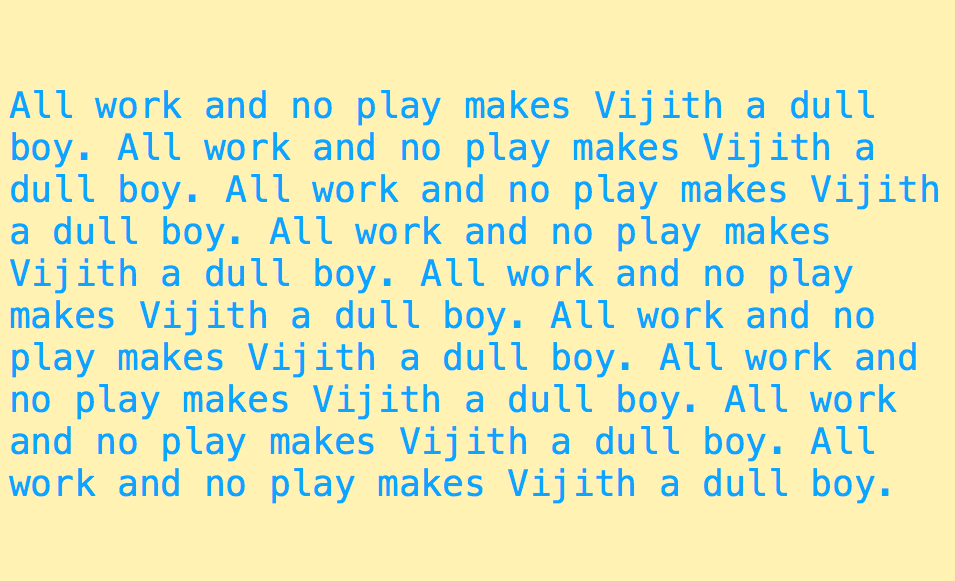 All work and no play makes Vijith a dull
boy. All work and no play makes Vijith a
dull boy. All work and no play makes Vijith
a dull boy. All work and no play makes
Vijith a dull boy. All work and no play
makes Vijith a dull boy. All work and no
play makes Vijith a dull boy. All work and
no play makes Vijith a dull boy. All work
and no play makes Vijith a dull boy. All
work and no play makes Vijith a dull boy.